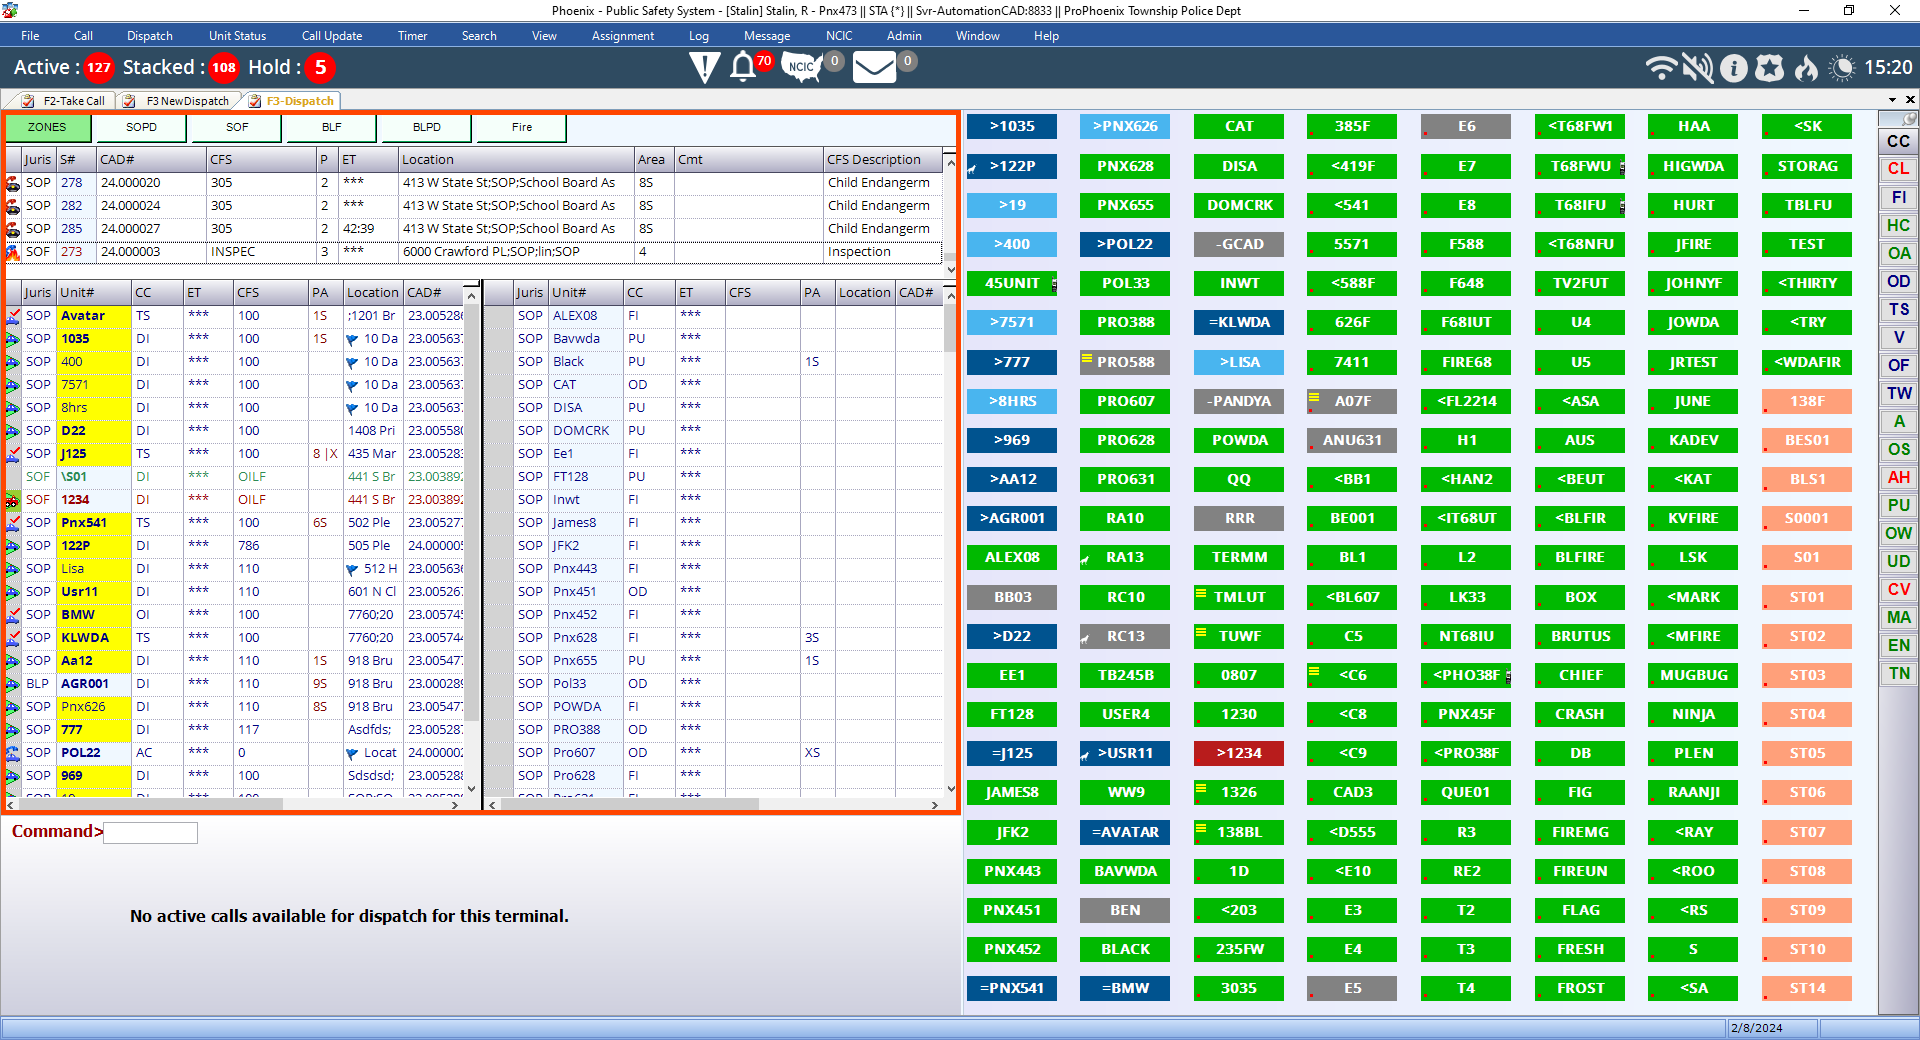 Phoenix - Public Safety System - [Stalin] Stalin, R - Pnx473 || STA {*} || Svr-AutomationCAD:8833 || ProPhoenix Township Police Dept
File Call Dispatch Unit Status Call Update Timer Search View Assignment Log Message NCIC Admin Window Help
Active : 127 Stacked : 108 Hold : 5 70 NCIC 0 0 15:20
F2-Take Call F3 NewDispatch F3-Dispatch
ZONES SOPD SOF BLF BLPD Fire
Juris S# CAD# CFS P ET Location Area Cmt CFS Description
SOP 278 24.000020 305 2 *** 413 W State St;SOP;School Board As 8S Child Endangerm
SOP 282 24.000024 305 2 *** 413 W State St;SOP;School Board As 8S Child Endangerm
SOP 285 24.000027 305 2 42:39 413 W State St;SOP;School Board As 8S Child Endangerm
SOF 273 24.000003 INSPEC 3 *** 6000 Crawford PL;SOP;lin;SOP 4 Inspection
Juris Unit# CC ET CFS PA Location CAD#
SOP Avatar TS *** 100 1S ;1201 Br 23.005286
SOP 1035 DI *** 100 1S 10 Da 23.005637
SOP 400 DI *** 100 10 Da 23.005637
SOP 7571 DI *** 100 10 Da 23.005637
SOP 8hrs DI *** 100 10 Da 23.005637
SOP D22 DI *** 100 1408 Pri 23.005580
SOP J125 TS *** 100 8 |X 435 Mar 23.005283
SOF \S01 DI *** OILF 441 S Br 23.003892
SOF 1234 DI *** OILF 441 S Br 23.003892
SOP Pnx541 TS *** 100 6S 502 Ple 23.005277
SOP 122P DI *** 786 505 Ple 24.000005
SOP Lisa DI *** 110 512 H 23.005636
SOP Usr11 DI *** 110 601 N Cl 23.005267
SOP BMW OI *** 100 7760;20 23.005745
SOP KLWDA TS *** 100 7760;20 23.005744
SOP Aa12 DI *** 110 1S 918 Bru 23.005477
BLP AGR001 DI *** 110 9S 918 Bru 23.000289
SOP Pnx626 DI *** 110 8S 918 Bru 23.005477
SOP 777 DI *** 117 Asdfds; 23.005287
SOP POL22 AC *** 0 Locat 24.000002
SOP 969 DI *** 100 Sdsdsd; 23.005288
Juris Unit# CC ET CFS PA Location CAD#
SOP ALEX08 FI ***
SOP Bavwda PU ***
SOP Black PU *** 1S
SOP CAT OD ***
SOP DISA PU ***
SOP DOMCRK PU ***
SOP Ee1 FI ***
SOP FT128 PU ***
SOP Inwt FI ***
SOP James8 FI ***
SOP JFK2 FI ***
SOP Pnx443 FI ***
SOP Pnx451 OD ***
SOP Pnx452 FI ***
SOP Pnx628 FI *** 3S
SOP Pnx655 PU *** 1S
SOP Pol33 OD ***
SOP POWDA FI ***
SOP PRO388 OD ***
SOP Pro607 OD *** XS
SOP Pro628 FI ***
Command>
No active calls available for dispatch for this terminal.
>1035 >PNX626 CAT 385F E6 <T68FW1 HAA <SK
>122P PNX628 DISA <419F E7 T68FWU HIGWDA STORAG
>19 PNX655 DOMCRK <541 E8 T68IFU HURT TBLFU
>400 >POL22 -GCAD 5571 F588 <T68NFU JFIRE TEST
45UNIT POL33 INWT <588F F648 TV2FUT JOHNYF <THIRTY
>7571 PRO388 =KLWDA 626F F68IUT U4 JOWDA <TRY
>777 PRO588 >LISA 7411 FIRE68 U5 JRTEST <WDAFIR
>8HRS PRO607 -PANDYA A07F <FL2214 <ASA JUNE 138F
>969 PRO628 POWDA ANU631 H1 AUS KADEV BES01
>AA12 PRO631 QQ <BB1 <HAN2 <BEUT <KAT BLS1
>AGR001 RA10 RRR BE001 <IT68UT <BLFIR KVFIRE S0001
ALEX08 RA13 TERMM BL1 L2 BLFIRE LSK S01
BB03 RC10 TMLUT <BL607 LK33 BOX <MARK ST01
>D22 RC13 TUWF C5 NT68IU BRUTUS <MFIRE ST02
EE1 TB245B 0807 <C6 <PHO38F CHIEF MUGBUG ST03
FT128 USER4 1230 <C8 PNX45F CRASH NINJA ST04
=J125 >USR11 >1234 <C9 <PRO38F DB PLEN ST05
JAMES8 WW9 1326 CAD3 QUE01 FIG RAANJI ST06
JFK2 =AVATAR 138BL <D555 R3 FIREMG <RAY ST07
PNX443 BAVWDA 1D <E10 RE2 FIREUN <ROO ST08
PNX451 BEN <203 E3 T2 FLAG <RS ST09
PNX452 BLACK 235FW E4 T3 FRESH S ST10
=PNX541 =BMW 3035 E5 T4 FROST <SA ST14
CC
CL
FI
HC
OA
OD
TS
V
OF
TW
A
OS
AH
PU
OW
UD
CV
MA
EN
TN
2/8/2024